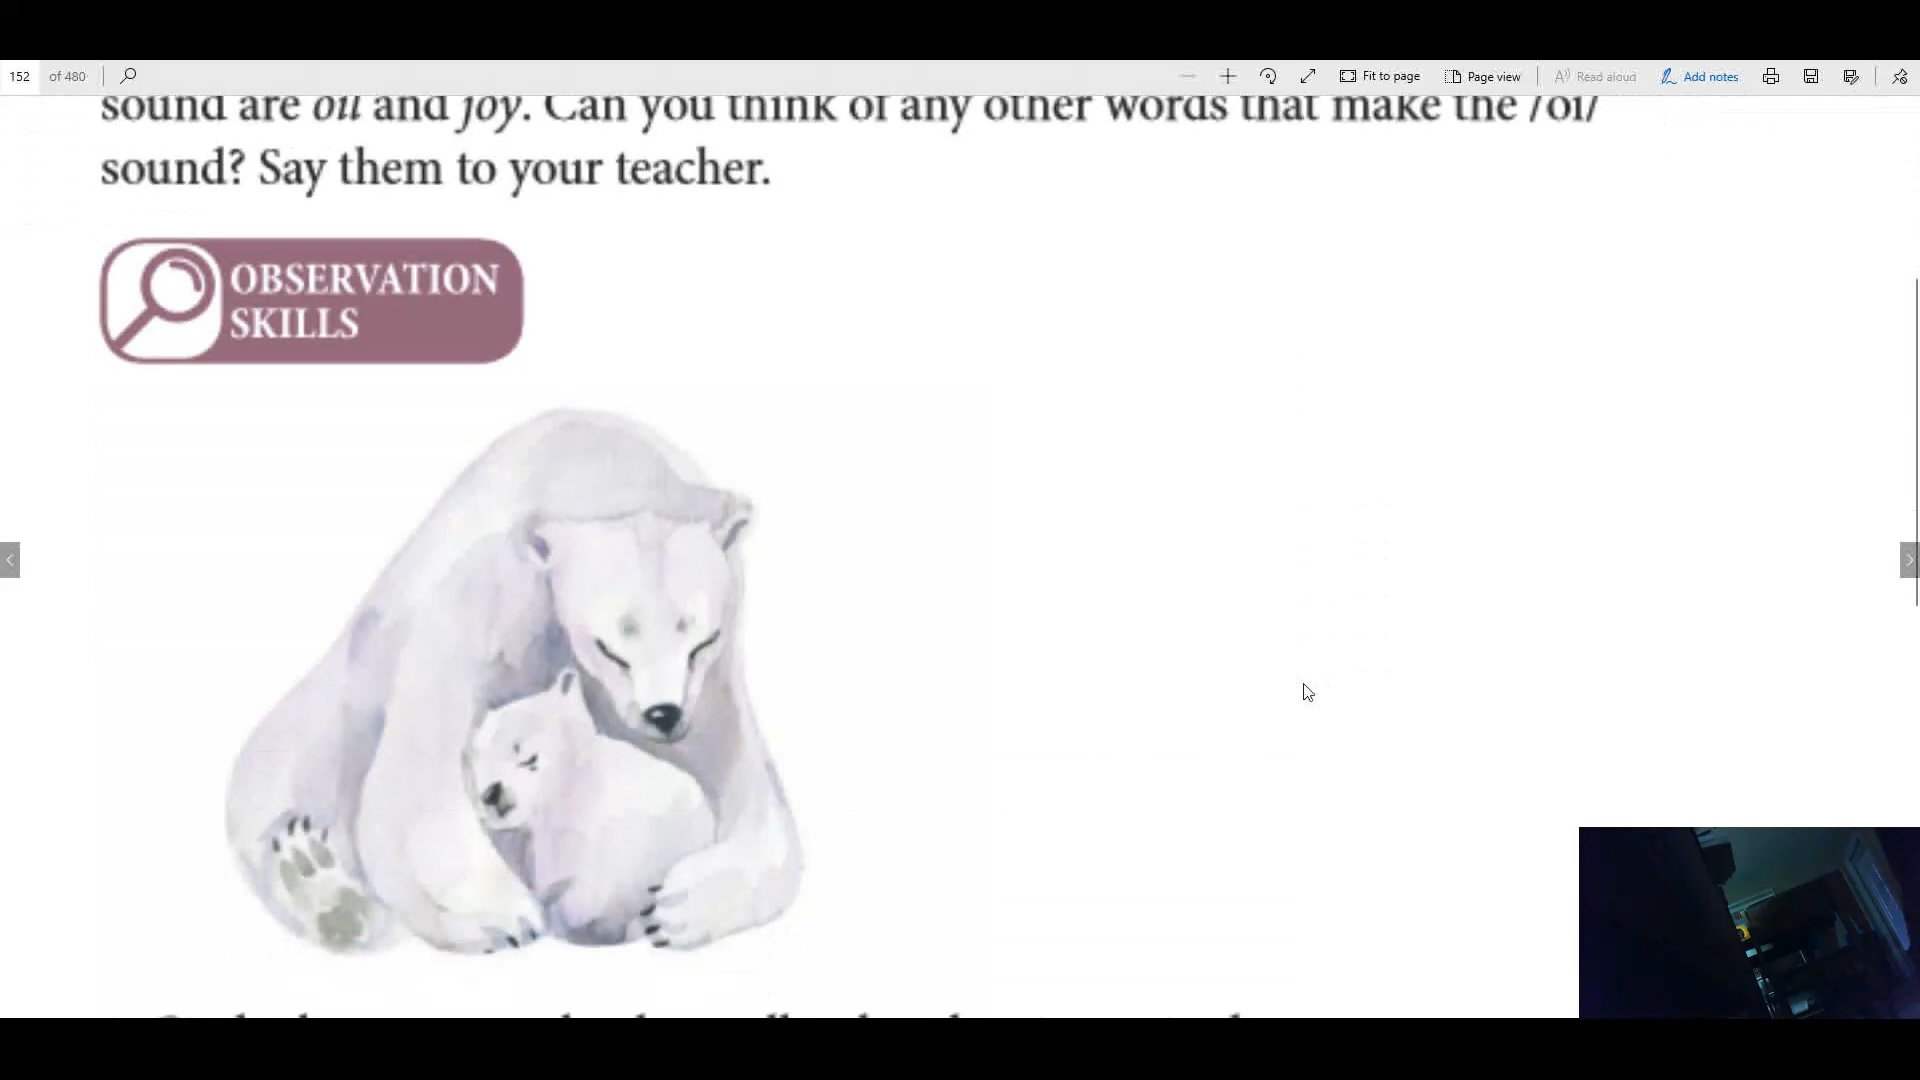 152 of 480 Fit to page Page view Read aloud Add notes
sound are oil and joy. Can you think of any other words that make the /oi/
sound? Say them to your teacher.
OBSERVATION
SKILLS